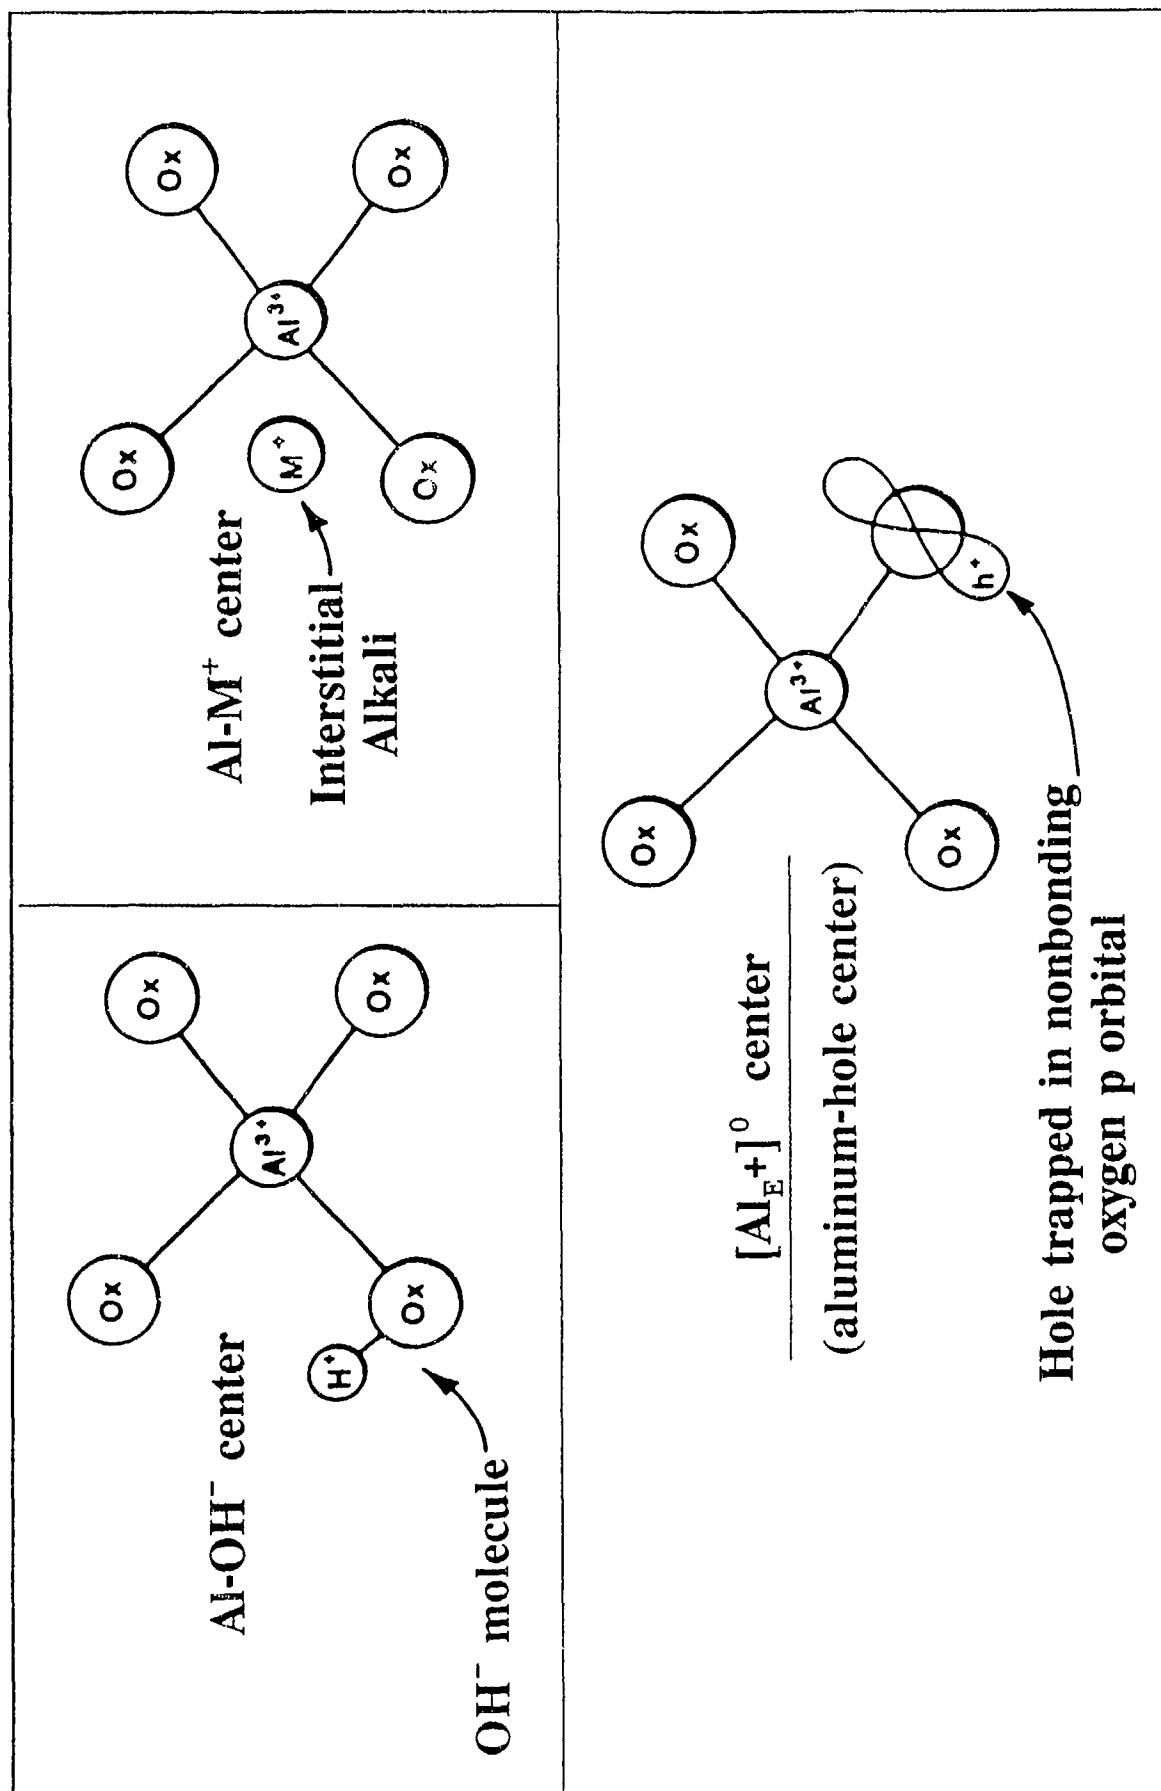 Al-OH⁻ center
Ox
Ox
Al³⁺
Ox
Ox
H⁺
OH⁻ molecule
Al-M⁺ center
Ox
Ox
Al³⁺
M⁺
Ox
Ox
Interstitial
Alkali
[Al_E+]⁰ center
(aluminum-hole center)
Ox
Ox
Al³⁺
Ox
h⁺
Hole trapped in nonbonding
oxygen p orbital